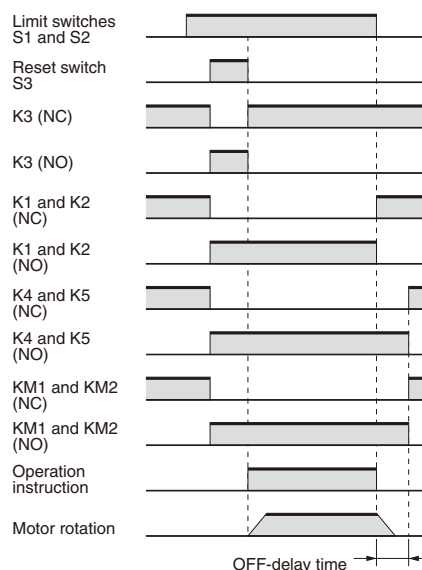 Limit switches
S1 and S2
Reset switch
S3
K3 (NC)
K3 (NO)
K1 and K2
(NC)
K1 and K2
(NO)
K4 and K5
(NC)
K4 and K5
(NO)
KM1 and KM2
(NC)
KM1 and KM2
(NO)
Operation
instruction
Motor rotation
OFF-delay time